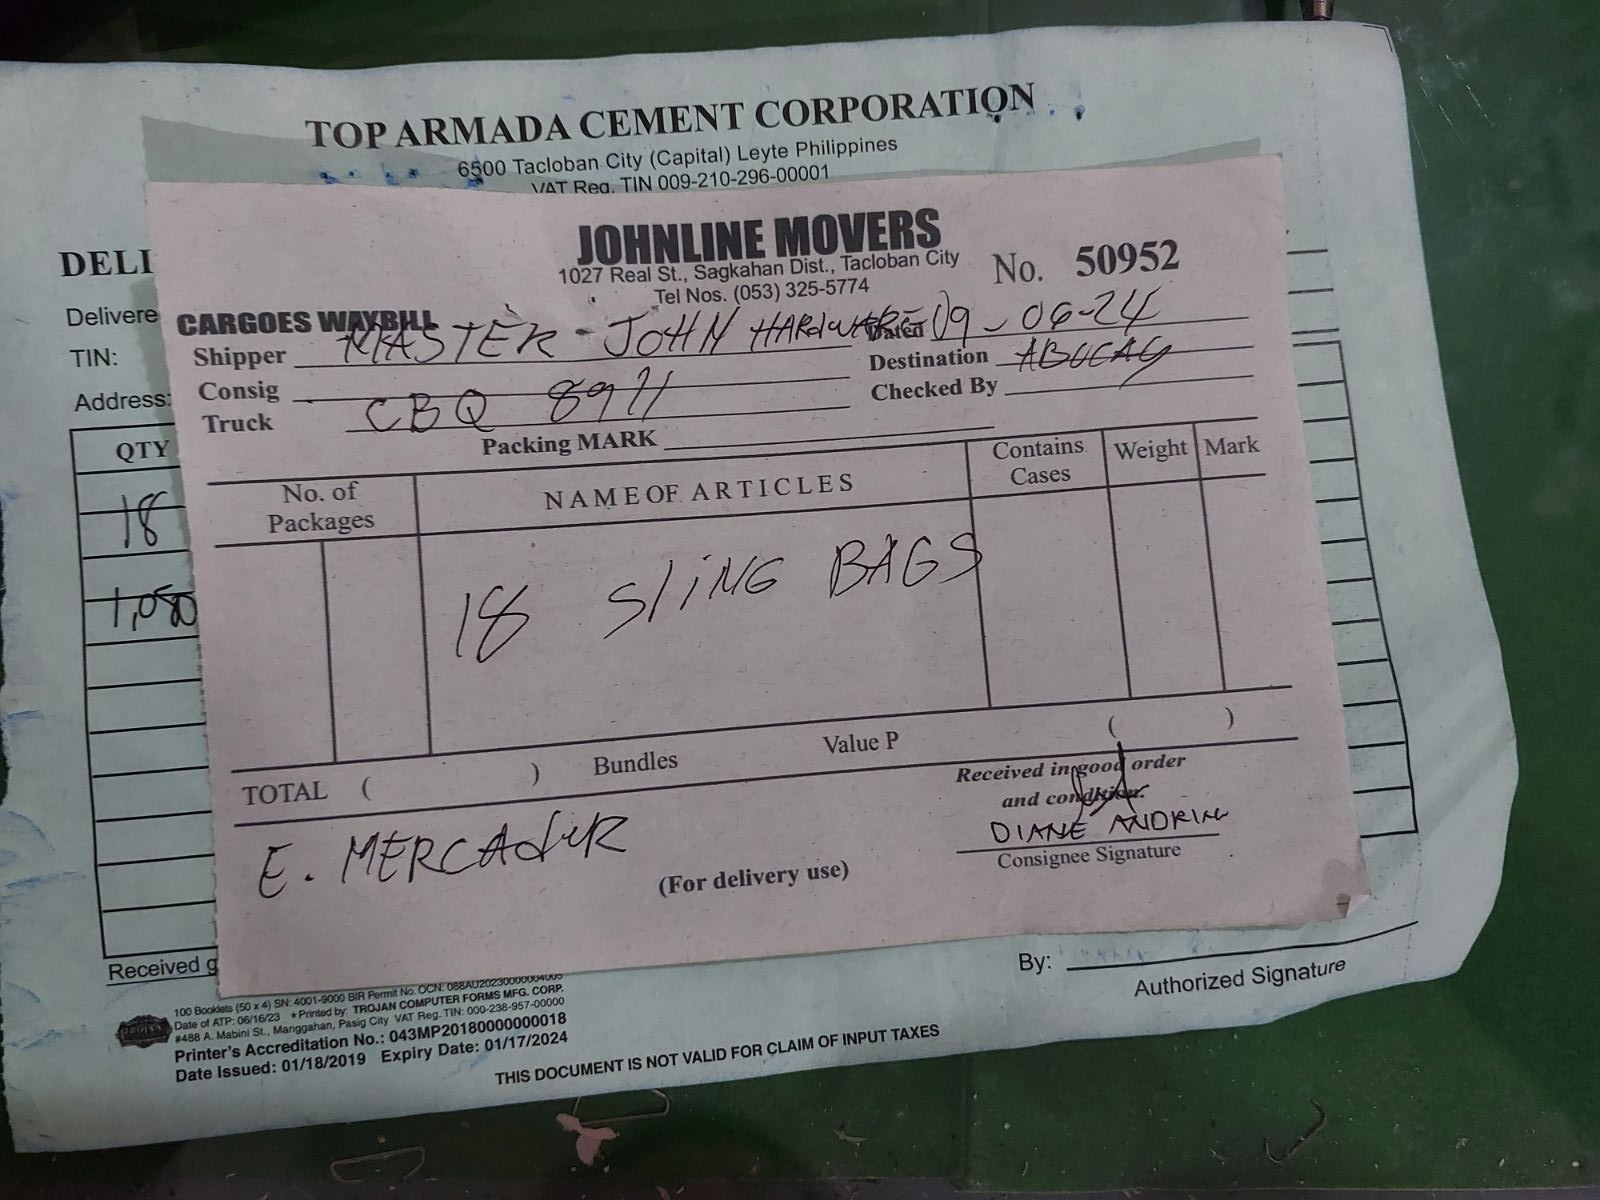 TOP ARMADA CEMENT CORPORATION
6500 Tacloban City (Capital) Leyte Philippines
VAT Reg. TIN 009-210-296-00001
JOHNLINE MOVERS
1027 Real St., Sagkahan Dist., Tacloban City
Tel Nos. (053) 325-5774
No. 50952
DELI
Delivere
TIN:
Address:
QTY
18
1,080
CARGOES WAYBILL
Dated 09-06-24
Shipper MASTER-JOHN HARDWARE
Destination ABUCAY
Consig
Checked By
Truck CBQ 8971
Packing MARK
No. of Packages
NAME OF ARTICLES
Contains Cases
Weight
Mark
18 SLiNG BAGS
TOTAL ( ) Bundles Value P ( )
Received in good order
and condition.
E. MERCADER
DIANE ANDRINO
Consignee Signature
(For delivery use)
Received g
By:
Authorized Signature
100 Booklets (50 x 4) SN: 4001-9000 BIR Permit No. OCN:
Date of ATP: 06/16/23 *Printed by: TROJAN COMPUTER FORMS MFG. CORP.
#488 A. Mabini St., Manggahan, Pasig City VAT Reg. TIN: 000-238-957-00000
Printer's Accreditation No.: 043MP20180000000018
Date Issued: 01/18/2019 Expiry Date: 01/17/2024
THIS DOCUMENT IS NOT VALID FOR CLAIM OF INPUT TAXES